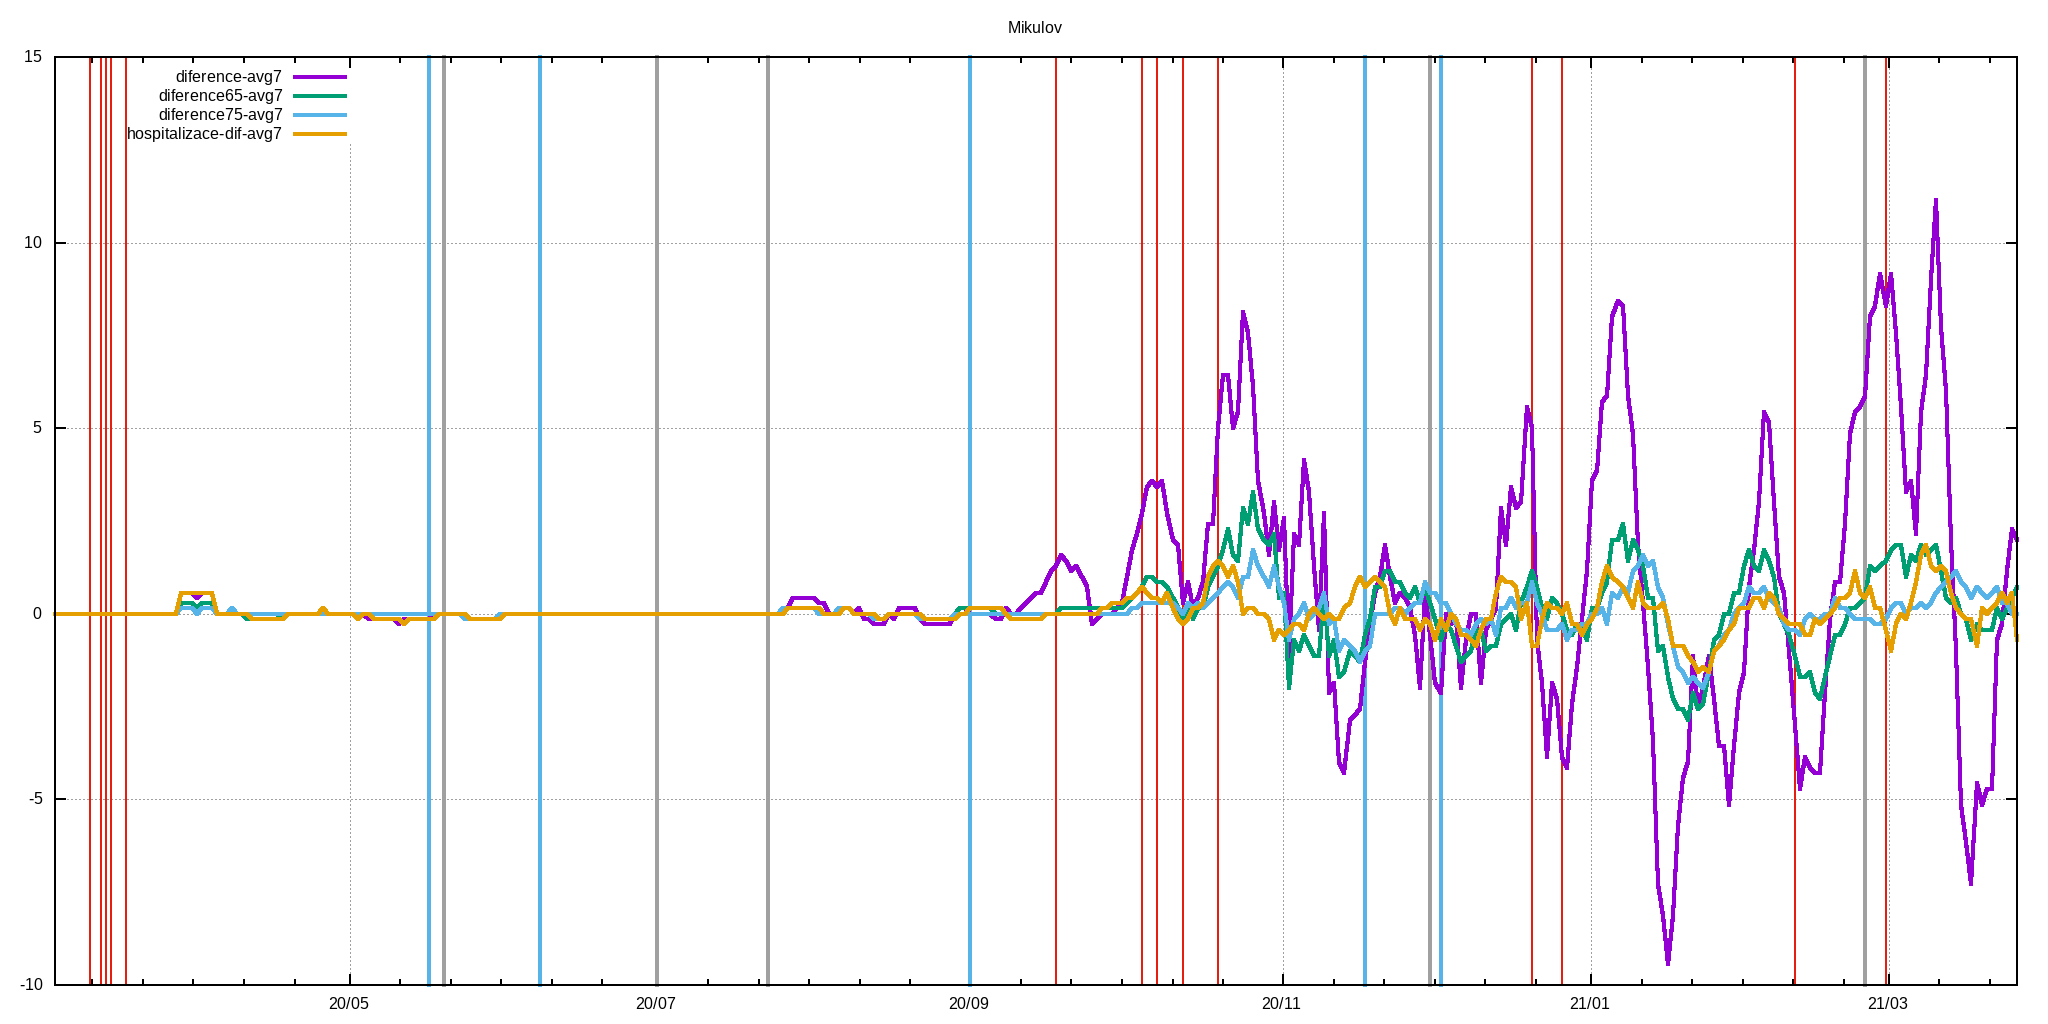 Mikulov
15
diference-avg7
diference65-avg7
diference75-avg7
hospitalizace-dif-avg7
10
5
0
-5
-10
20/05 20/07 20/09 20/11 21/01 21/03